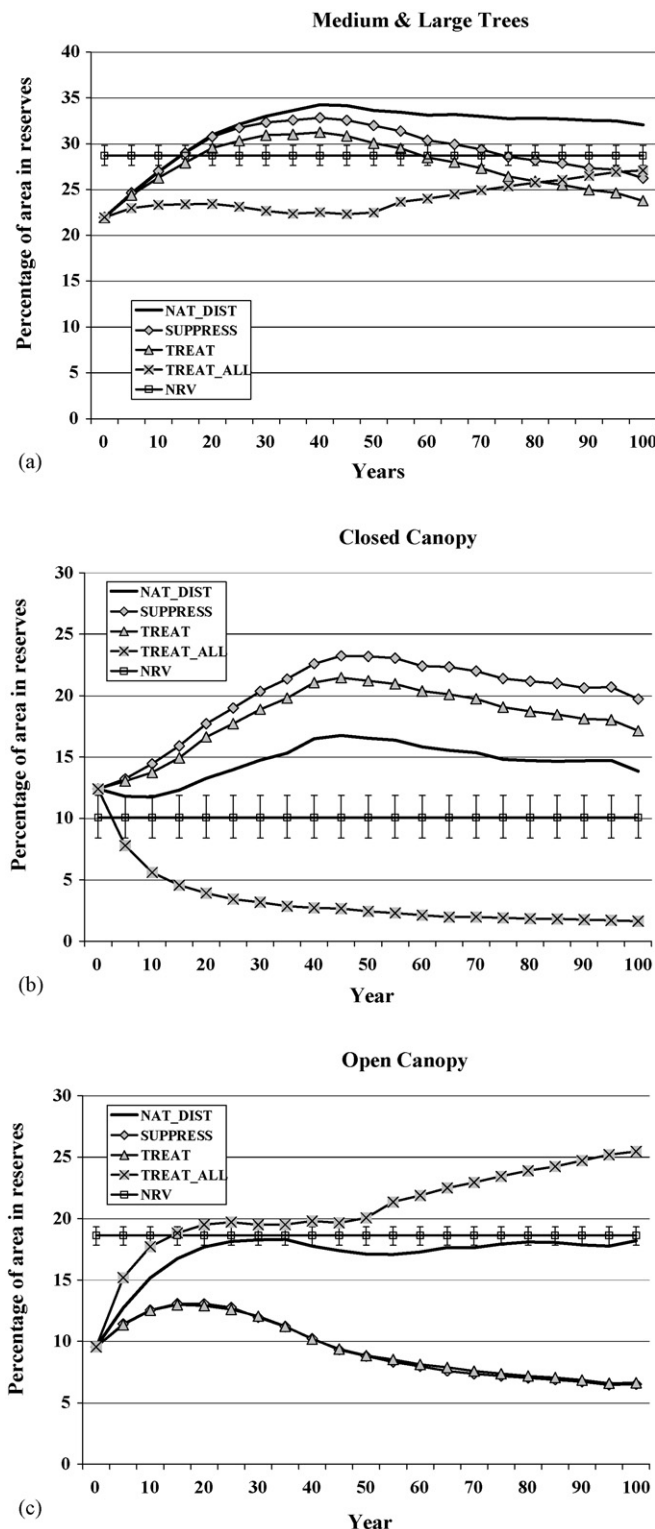 Medium & Large Trees
Percentage of area in reserves
40
35
30
25
20
15
10
5
0
NAT_DIST
SUPPRESS
TREAT
TREAT_ALL
NRV
0 10 20 30 40 50 60 70 80 90 100
(a)
Years
Closed Canopy
Percentage of area in reserves
30
25
20
15
10
5
0
NAT_DIST
SUPPRESS
TREAT
TREAT_ALL
NRV
0 10 20 30 40 50 60 70 80 90 100
(b)
Year
Open Canopy
Percentage of area in reserves
30
25
20
15
10
5
0
NAT_DIST
SUPPRESS
TREAT
TREAT_ALL
NRV
0 10 20 30 40 50 60 70 80 90 100
(c)
Year